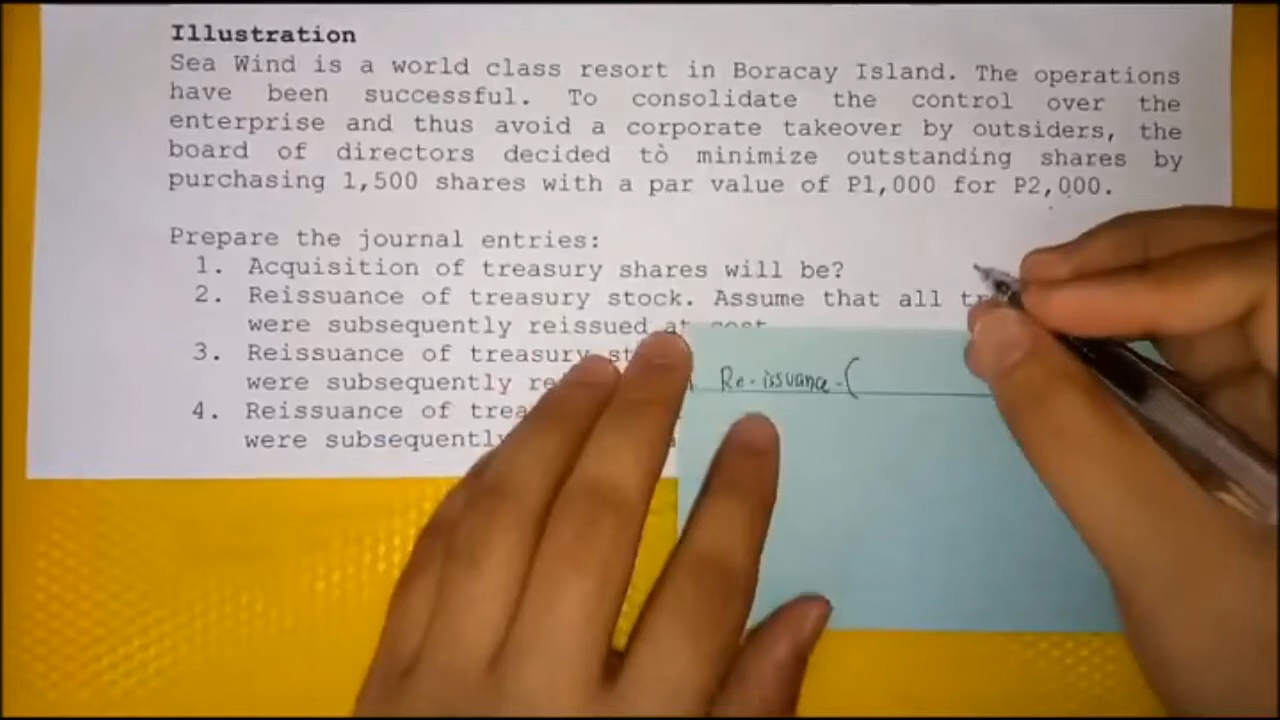 Illustration
Sea Wind is a world class resort in Boracay Island. The operations
have been successful. To consolidate the control over the
enterprise and thus avoid a corporate takeover by outsiders, the
board of directors decided to minimize outstanding shares by
purchasing 1,500 shares with a par value of P1,000 for P2,000.
Prepare the journal entries:
1. Acquisition of treasury shares will be?
2. Reissuance of treasury stock. Assume that all
were subsequently reissued at cost
3. Reissuance of treasury
were subsequently
4. Reissuance of
were subsequently
Re-issuance - (